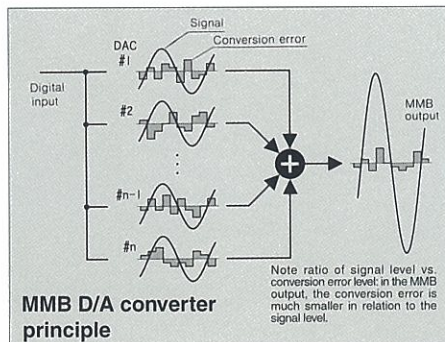 Signal
DAC
Conversion error
#1
Digital
input
#2
MMB
output
#n-1
#n
Note ratio of signal level vs.
conversion error level: in the MMB
output, the conversion error is
much smaller in relation to the
signal level.
MMB D/A converter
principle